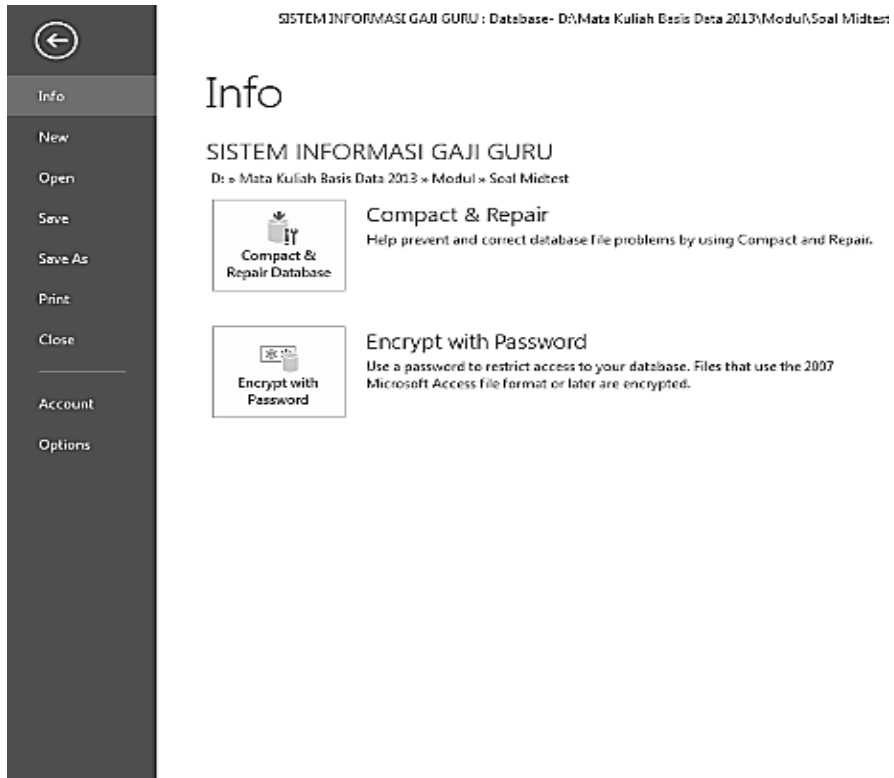 SISTEM INFORMASI GAJI GURU : Database- D:\Mata Kuliah Basis Data 2013\Modul\Soal Midtest
Info
New
Open
Save
Save As
Print
Close
Account
Options
Info
SISTEM INFORMASI GAJI GURU
D: » Mata Kuliah Basis Data 2013 » Modul » Soal Midtest
Compact &
Repair Database
Compact & Repair
Help prevent and correct database file problems by using Compact and Repair.
Encrypt with
Password
Encrypt with Password
Use a password to restrict access to your database. Files that use the 2007
Microsoft Access file format or later are encrypted.